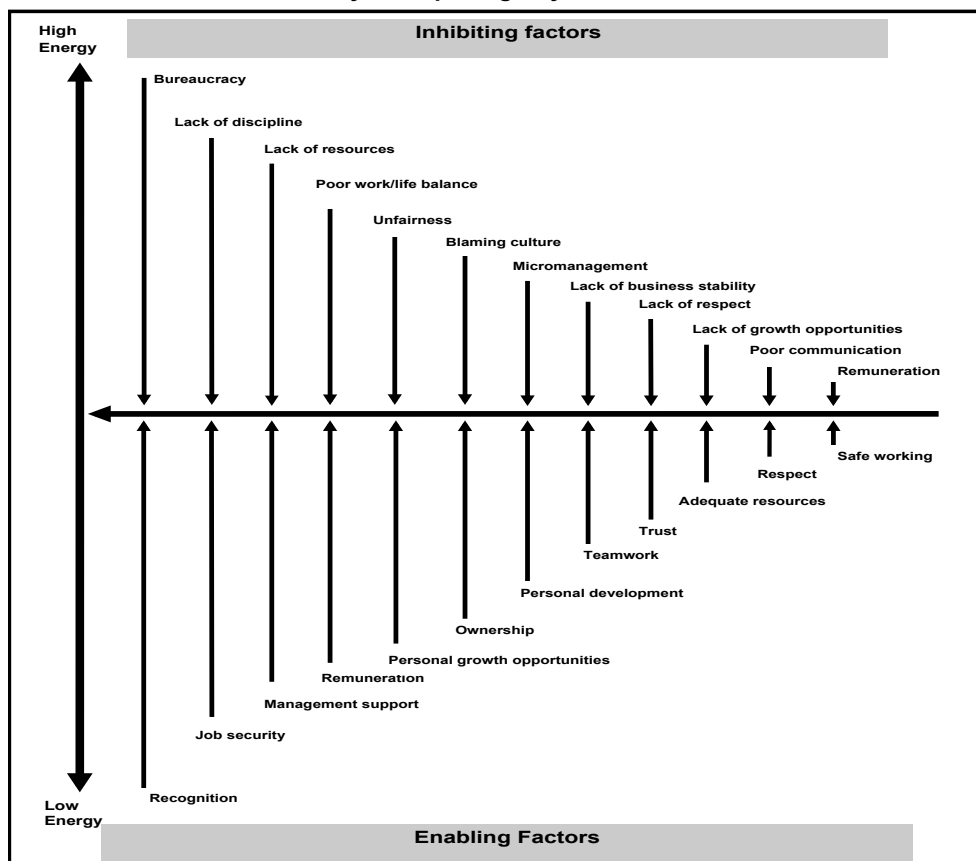 High
Energy
Inhibiting factors
Bureaucracy
Lack of discipline
Lack of resources
Poor work/life balance
Unfairness
Blaming culture
Micromanagement
Lack of business stability
Lack of respect
Lack of growth opportunities
Poor communication
Remuneration
Safe working
Respect
Adequate resources
Trust
Teamwork
Personal development
Ownership
Personal growth opportunities
Remuneration
Management support
Job security
Recognition
Low
Energy
Enabling Factors